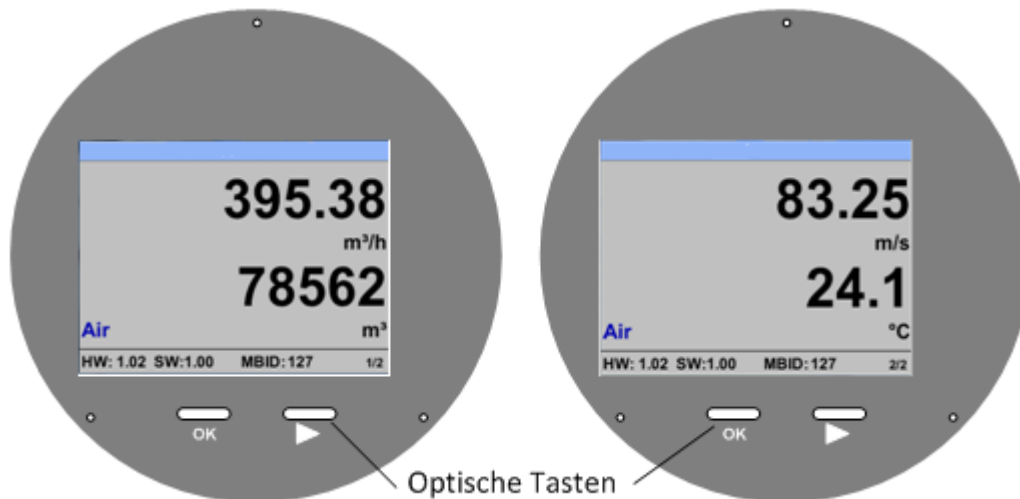 395.38
m³/h
78562
Air m³
HW: 1.02 SW:1.00 MBID: 127 1/2
OK
83.25
m/s
24.1
Air °C
HW: 1.02 SW:1.00 MBID: 127 2/2
OK
Optische Tasten